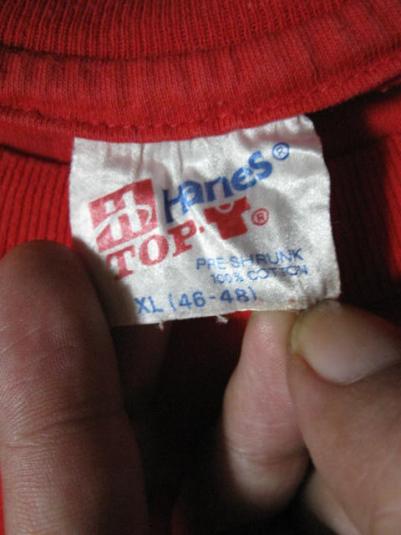 Hanes®
TOP-T®
PRE SHRUNK
100% COTTON
XL (46-48)